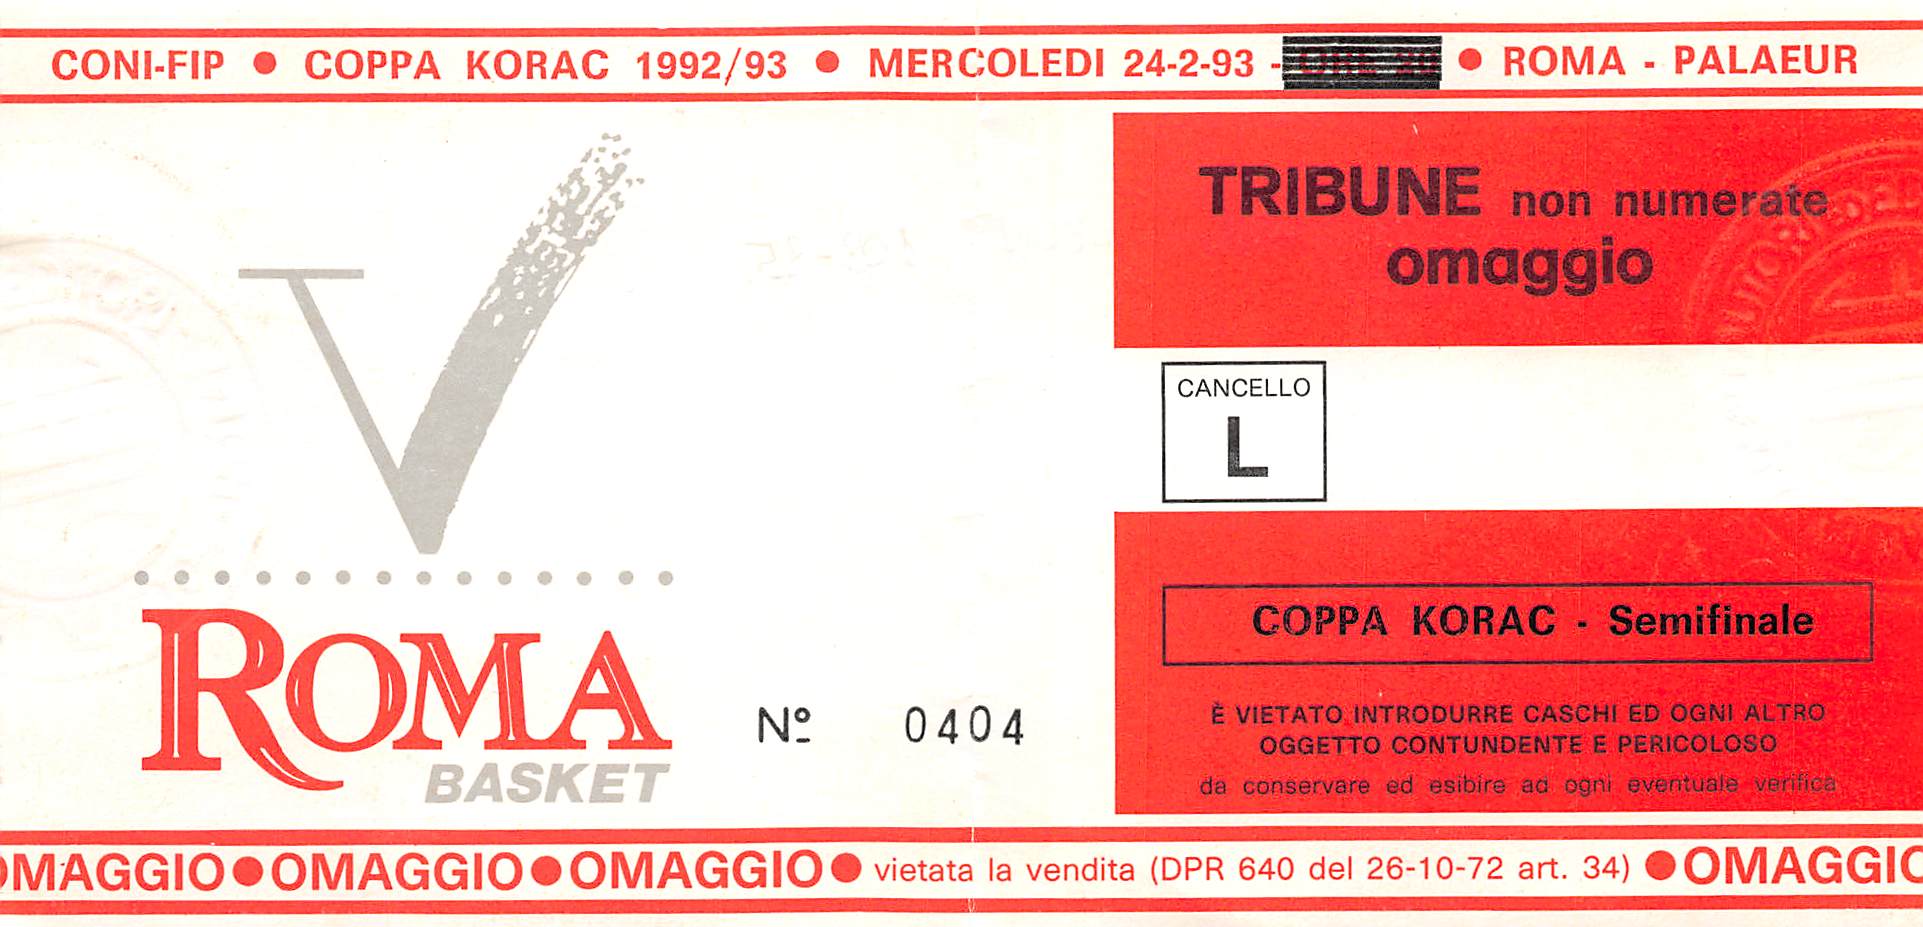 CONI-FIP ● COPPA KORAC 1992/93 ● MERCOLEDI 24-2-93 - ● ROMA - PALAEUR
TRIBUNE non numerate
omaggio
CANCELLO
L
V
ROMA
BASKET
Nº 0404
COPPA KORAC - Semifinale
È VIETATO INTRODURRE CASCHI ED OGNI ALTRO
OGGETTO CONTUNDENTE E PERICOLOSO
da conservare ed esibire ad ogni eventuale verifica
OMAGGIO ● OMAGGIO ● OMAGGIO ● vietata la vendita (DPR 640 del 26-10-72 art. 34) ● OMAGGIO